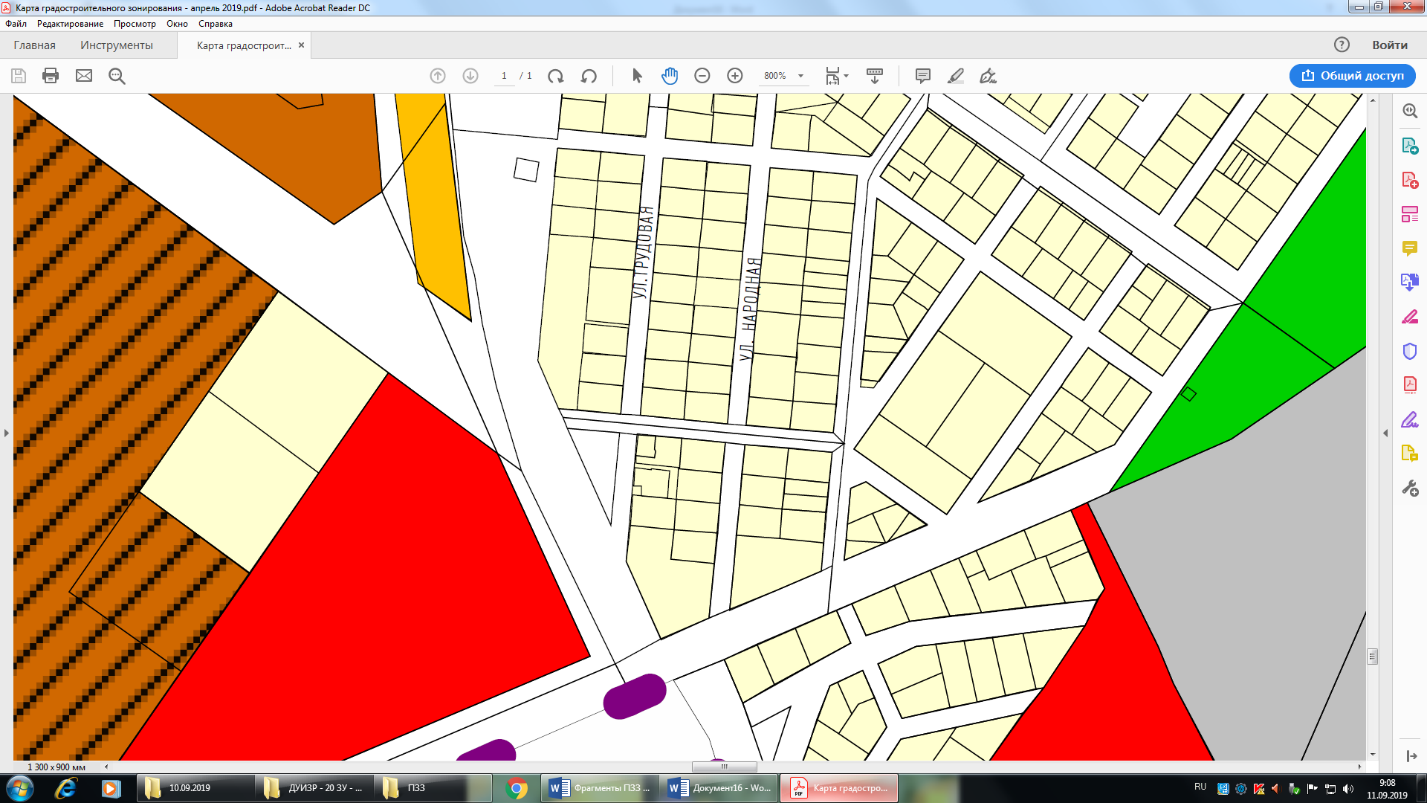 Карта градостроительного зонирования - апрель 2019.pdf - Adobe Acrobat Reader DC
Файл Редактирование Просмотр Окно Справка
Главная Инструменты Карта градостроит... × Войти
1 / 1 800% Общий доступ
УЛ.ТРУДОВАЯ
УЛ. НАРОДНАЯ
1 300 x 900 мм
10.09.2019 ДУИЗР - 20 ЗУ - ... ПЗЗ Фрагменты ПЗЗ ... Документ16 - Wo... Карта градостро... RU 9:08
11.09.2019